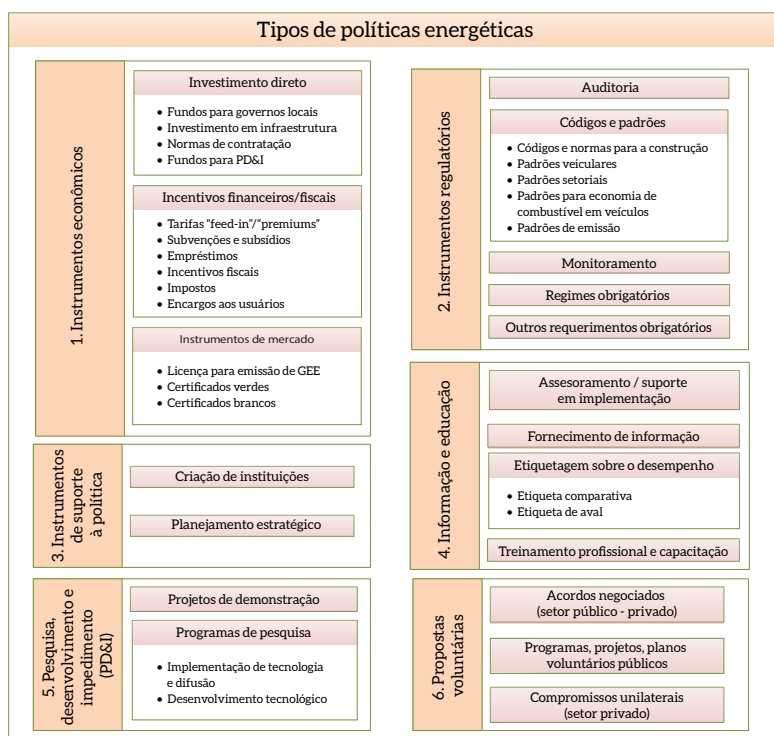 Tipos de políticas energéticas
1. Instrumentos econômicos
Investimento direto
• Fundos para governos locais
• Investimento em infraestrutura
• Normas de contratação
• Fundos para PD&I
Incentivos financeiros/fiscais
• Tarifas “feed-in”/“premiums”
• Subvenções e subsídios
• Empréstimos
• Incentivos fiscais
• Impostos
• Encargos aos usuários
Instrumentos de mercado
• Licença para emissão de GEE
• Certificados verdes
• Certificados brancos
2. Instrumentos regulatórios
Auditoria
Códigos e padrões
• Códigos e normas para a construção
• Padrões veiculares
• Padrões setoriais
• Padrões para economia de
combustível em veículos
• Padrões de emissão
Monitoramento
Regimes obrigatórios
Outros requerimentos obrigatórios
3. Instrumentos
de suporte
à política
Criação de instituições
Planejamento estratégico
4. Informação e educação
Assesoramento / suporte
em implementação
Fornecimento de informação
Etiquetagem sobre o desempenho
• Etiqueta comparativa
• Etiqueta de aval
Treinamento profissional e capacitação
5. Pesquisa,
desenvolvimento e
impedimento
(PD&I)
Projetos de demonstração
Programas de pesquisa
• Implementação de tecnologia
e difusão
• Desenvolvimento tecnológico
6. Propostas
voluntárias
Acordos negociados
(setor público - privado)
Programas, projetos, planos
voluntários públicos
Compromissos unilaterais
(setor privado)